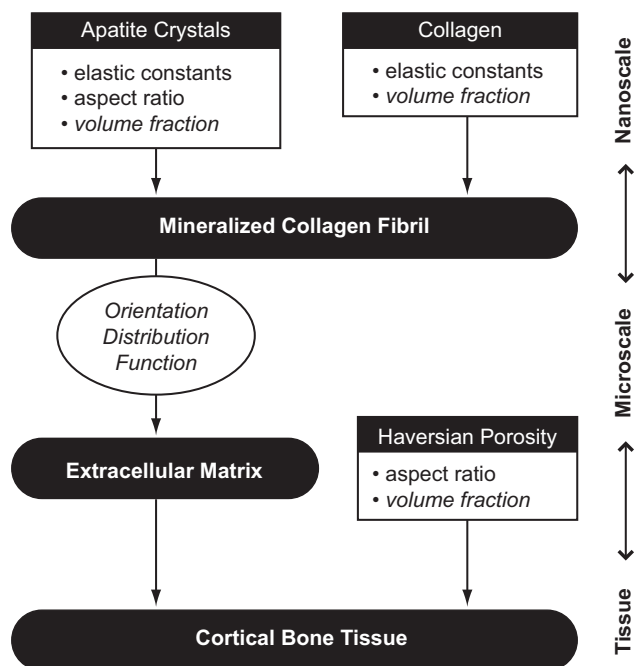 Apatite Crystals
• elastic constants
• aspect ratio
• volume fraction
Collagen
• elastic constants
• volume fraction
Nanoscale
Mineralized Collagen Fibril
Orientation
Distribution
Function
Microscale
Extracellular Matrix
Haversian Porosity
• aspect ratio
• volume fraction
Cortical Bone Tissue
Tissue